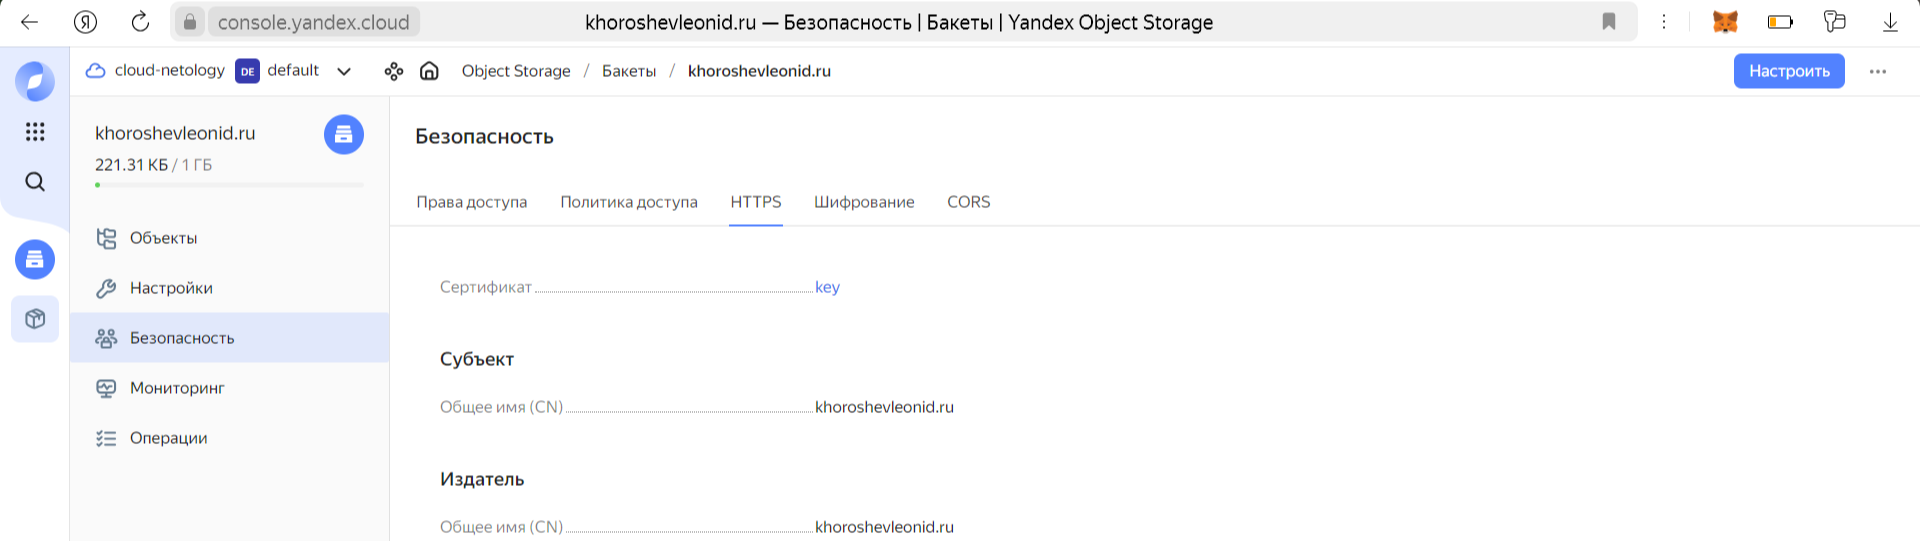 console.yandex.cloud
khoroshevleonid.ru — Безопасность | Бакеты | Yandex Object Storage
cloud-netology DE default
Object Storage / Бакеты / khoroshevleonid.ru
Настроить
khoroshevleonid.ru
221.31 КБ / 1 ГБ
Объекты
Настройки
Безопасность
Мониторинг
Операции
Безопасность
Права доступа Политика доступа HTTPS Шифрование CORS
Сертификат key
Субъект
Общее имя (CN) khoroshevleonid.ru
Издатель
Общее имя (CN) khoroshevleonid.ru